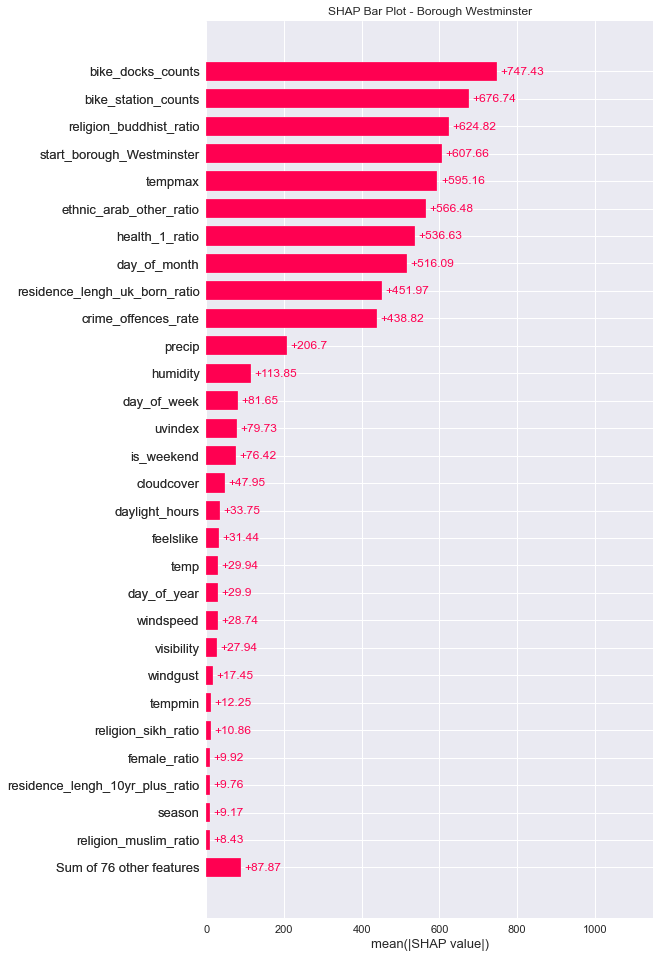 SHAP Bar Plot - Borough Westminster
bike_docks_counts +747.43
bike_station_counts +676.74
religion_buddhist_ratio +624.82
start_borough_Westminster +607.66
tempmax +595.16
ethnic_arab_other_ratio +566.48
health_1_ratio +536.63
day_of_month +516.09
residence_lengh_uk_born_ratio +451.97
crime_offences_rate +438.82
precip +206.7
humidity +113.85
day_of_week +81.65
uvindex +79.73
is_weekend +76.42
cloudcover +47.95
daylight_hours +33.75
feelslike +31.44
temp +29.94
day_of_year +29.9
windspeed +28.74
visibility +27.94
windgust +17.45
tempmin +12.25
religion_sikh_ratio +10.86
female_ratio +9.92
residence_lengh_10yr_plus_ratio +9.76
season +9.17
religion_muslim_ratio +8.43
Sum of 76 other features +87.87
0 200 400 600 800 1000
mean(|SHAP value|)